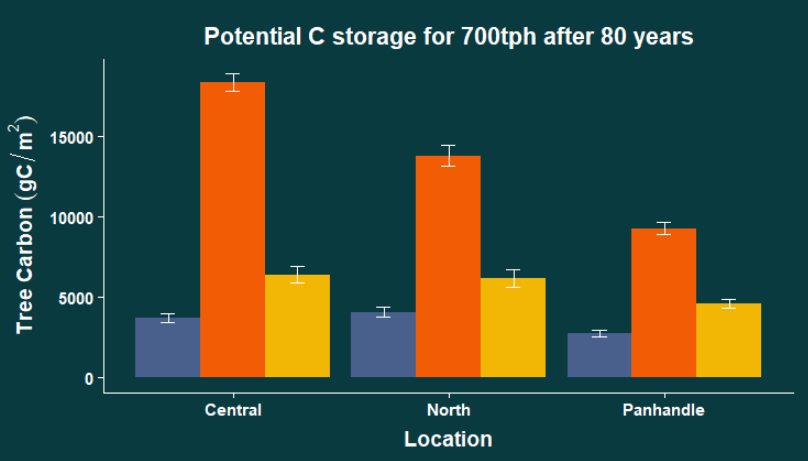 Potential C storage for 700tph after 80 years
Tree Carbon (gC/m²)
15000
10000
5000
0
Central North Panhandle
Location